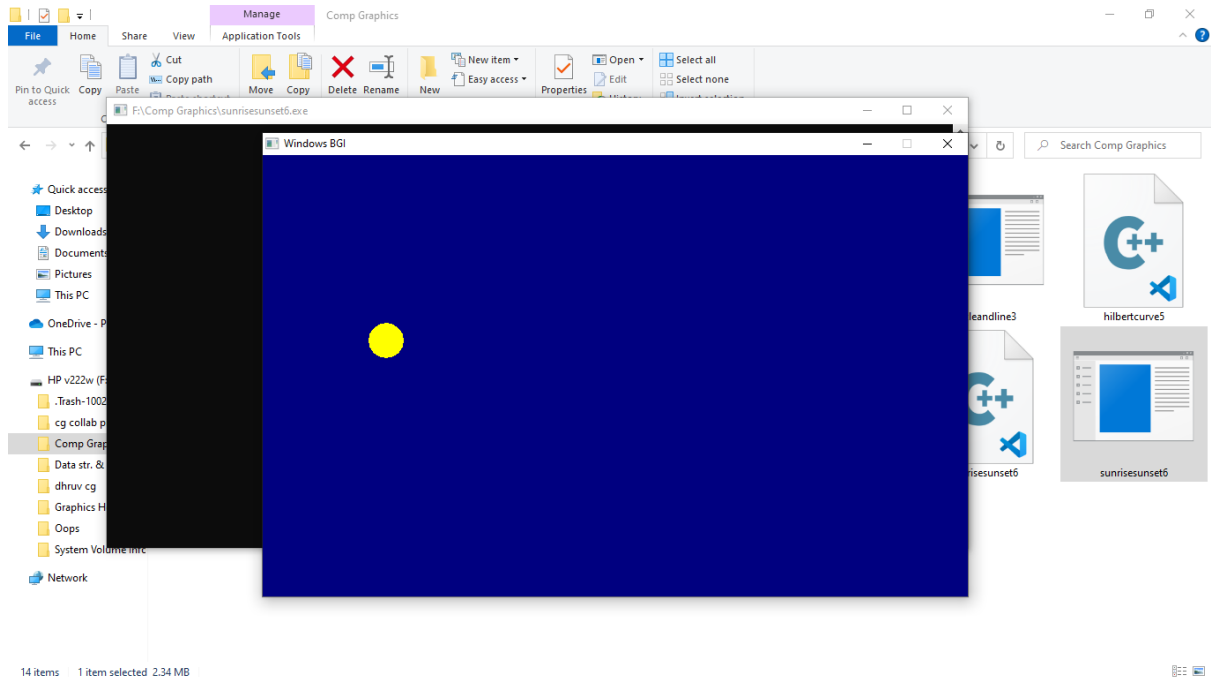 Manage
Comp Graphics
File
Home
Share
View
Application Tools
Pin to Quick access
Copy
Paste
Cut
Copy path
Move
Copy
Delete
Rename
New
New item
Easy access
Properties
Open
Edit
Select all
Select none
F:\Comp Graphics\sunrisesunset6.exe
Windows BGI
Search Comp Graphics
Quick access
Desktop
Downloads
Documents
Pictures
This PC
OneDrive - P
This PC
HP v222w (F:
.Trash-1002
cg collab p
Comp Grap
Data str. &
dhruv cg
Graphics H
Oops
System Volume Info
Network
leandline3
hilbertcurve5
risesunset6
sunrisesunset6
14 items
1 item selected 2.34 MB